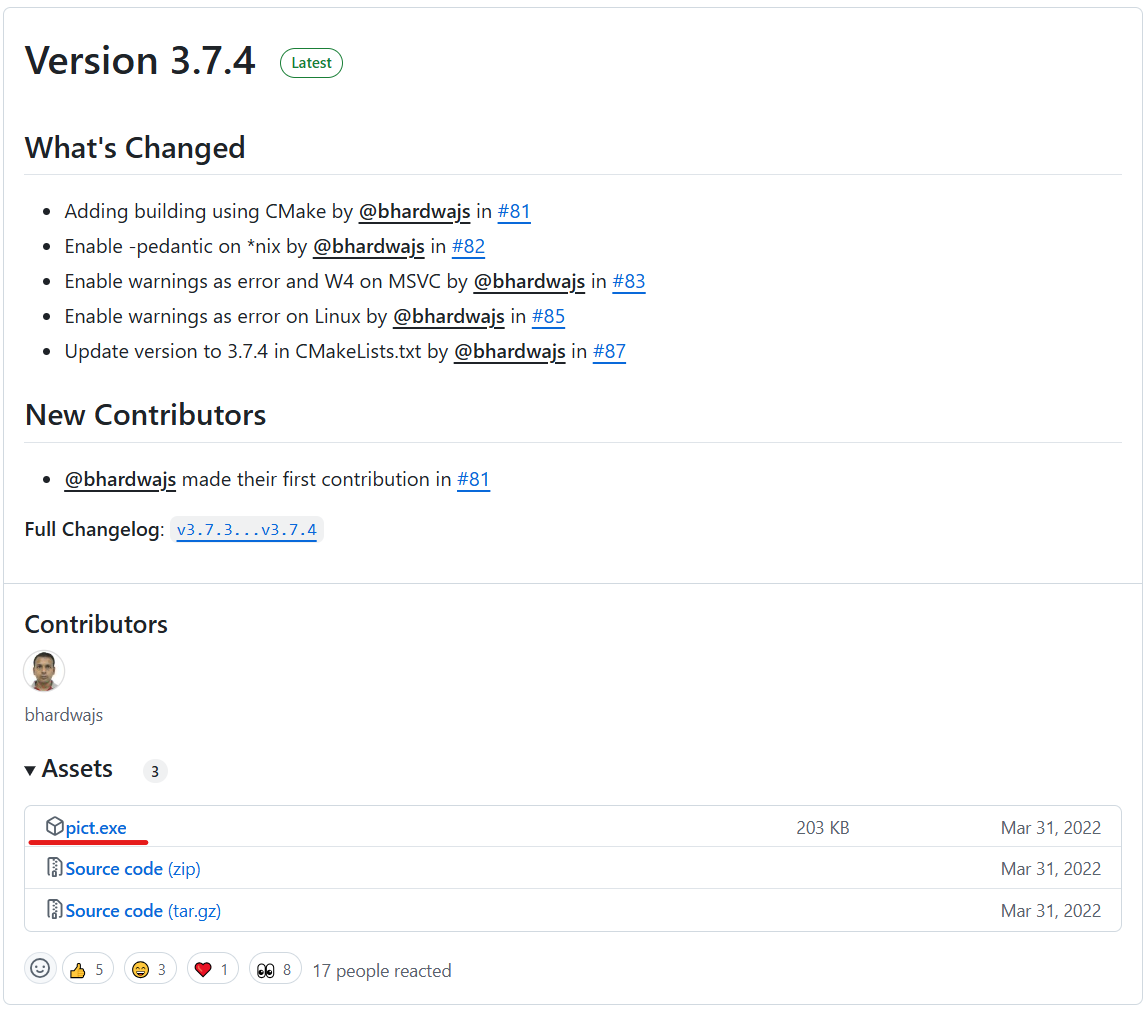 Version 3.7.4 Latest
What's Changed
Adding building using CMake by @bhardwajs in #81
Enable -pedantic on *nix by @bhardwajs in #82
Enable warnings as error and W4 on MSVC by @bhardwajs in #83
Enable warnings as error on Linux by @bhardwajs in #85
Update version to 3.7.4 in CMakeLists.txt by @bhardwajs in #87
New Contributors
@bhardwajs made their first contribution in #81
Full Changelog: v3.7.3...v3.7.4
Contributors
bhardwajs
Assets 3
pict.exe 203 KB Mar 31, 2022
Source code (zip) Mar 31, 2022
Source code (tar.gz) Mar 31, 2022
5 3 1 8 17 people reacted